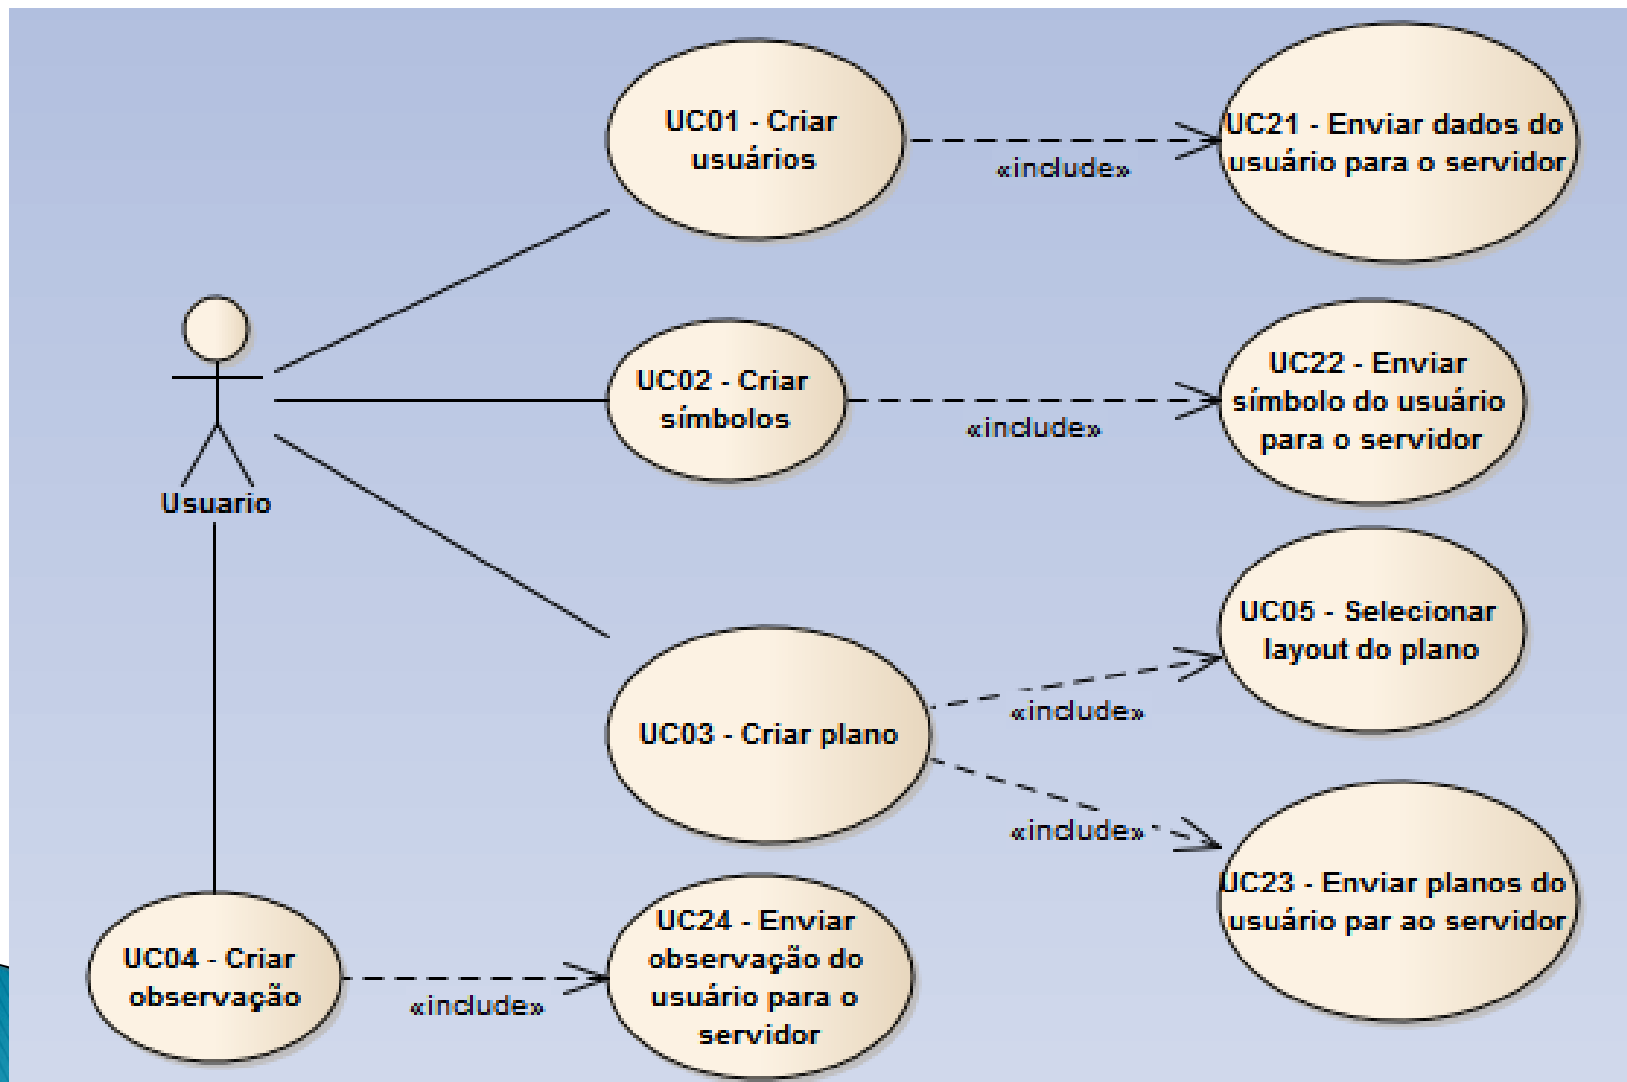 UC01 - Criar
usuários
«include»
UC21 - Enviar dados do
usuário para o servidor
Usuario
UC02 - Criar
símbolos
«include»
UC22 - Enviar
símbolo do usuário
para o servidor
UC03 - Criar plano
«include»
UC05 - Selecionar
layout do plano
«include»
UC23 - Enviar planos do
usuário par ao servidor
UC04 - Criar
observação
«include»
UC24 - Enviar
observação do
usuário para o
servidor